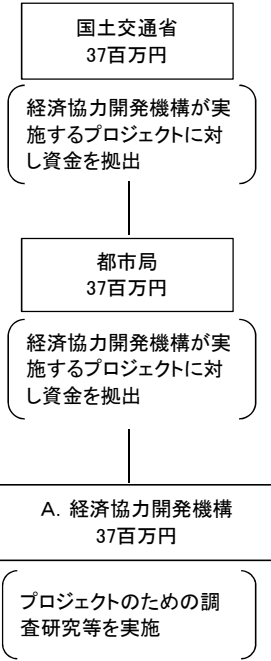 国土交通省
37百万円
経済協力開発機構が実
施するプロジェクトに対
し資金を拠出
都市局
37百万円
経済協力開発機構が実
施するプロジェクトに対
し資金を拠出
A. 経済協力開発機構
37百万円
プロジェクトのための調
査研究等を実施